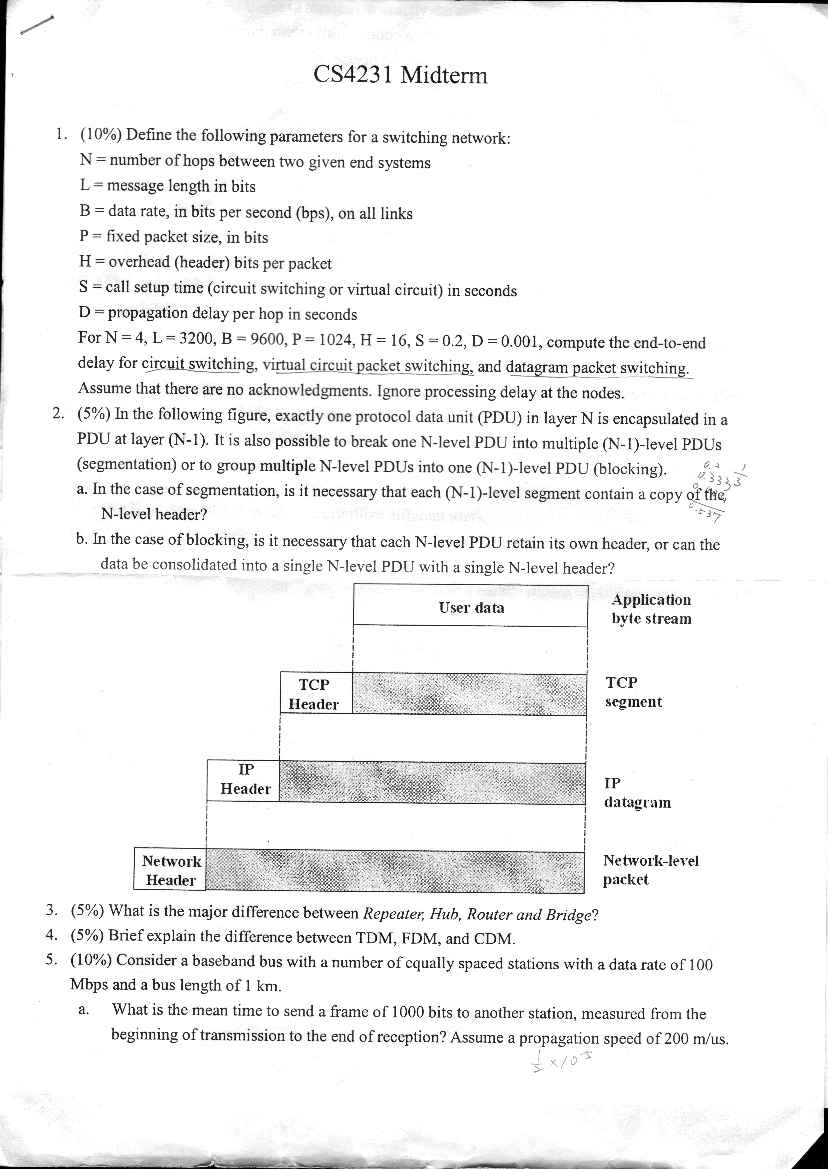 CS4231 Midterm
1. (10%) Define the following parameters for a switching network:
N = number of hops between two given end systems
L = message length in bits
B = data rate, in bits per second (bps), on all links
P = fixed packet size, in bits
H = overhead (header) bits per packet
S = call setup time (circuit switching or virtual circuit) in seconds
D = propagation delay per hop in seconds
For N = 4, L = 3200, B = 9600, P = 1024, H = 16, S = 0.2, D = 0.001, compute the end-to-end
delay for circuit switching, virtual circuit packet switching, and datagram packet switching.
Assume that there are no acknowledgments. Ignore processing delay at the nodes.
2. (5%) In the following figure, exactly one protocol data unit (PDU) in layer N is encapsulated in a
PDU at layer (N-1). It is also possible to break one N-level PDU into multiple (N-1)-level PDUs
(segmentation) or to group multiple N-level PDUs into one (N-1)-level PDU (blocking).
a. In the case of segmentation, is it necessary that each (N-1)-level segment contain a copy of the
N-level header?
b. In the case of blocking, is it necessary that each N-level PDU retain its own header, or can the
data be consolidated into a single N-level PDU with a single N-level header?
User data
Application
byte stream
TCP
Header
TCP
segment
IP
Header
IP
datagram
Network
Header
Network-level
packet
3. (5%) What is the major difference between Repeater, Hub, Router and Bridge?
4. (5%) Brief explain the difference between TDM, FDM, and CDM.
5. (10%) Consider a baseband bus with a number of equally spaced stations with a data rate of 100
Mbps and a bus length of 1 km.
a. What is the mean time to send a frame of 1000 bits to another station, measured from the
beginning of transmission to the end of reception? Assume a propagation speed of 200 m/us.